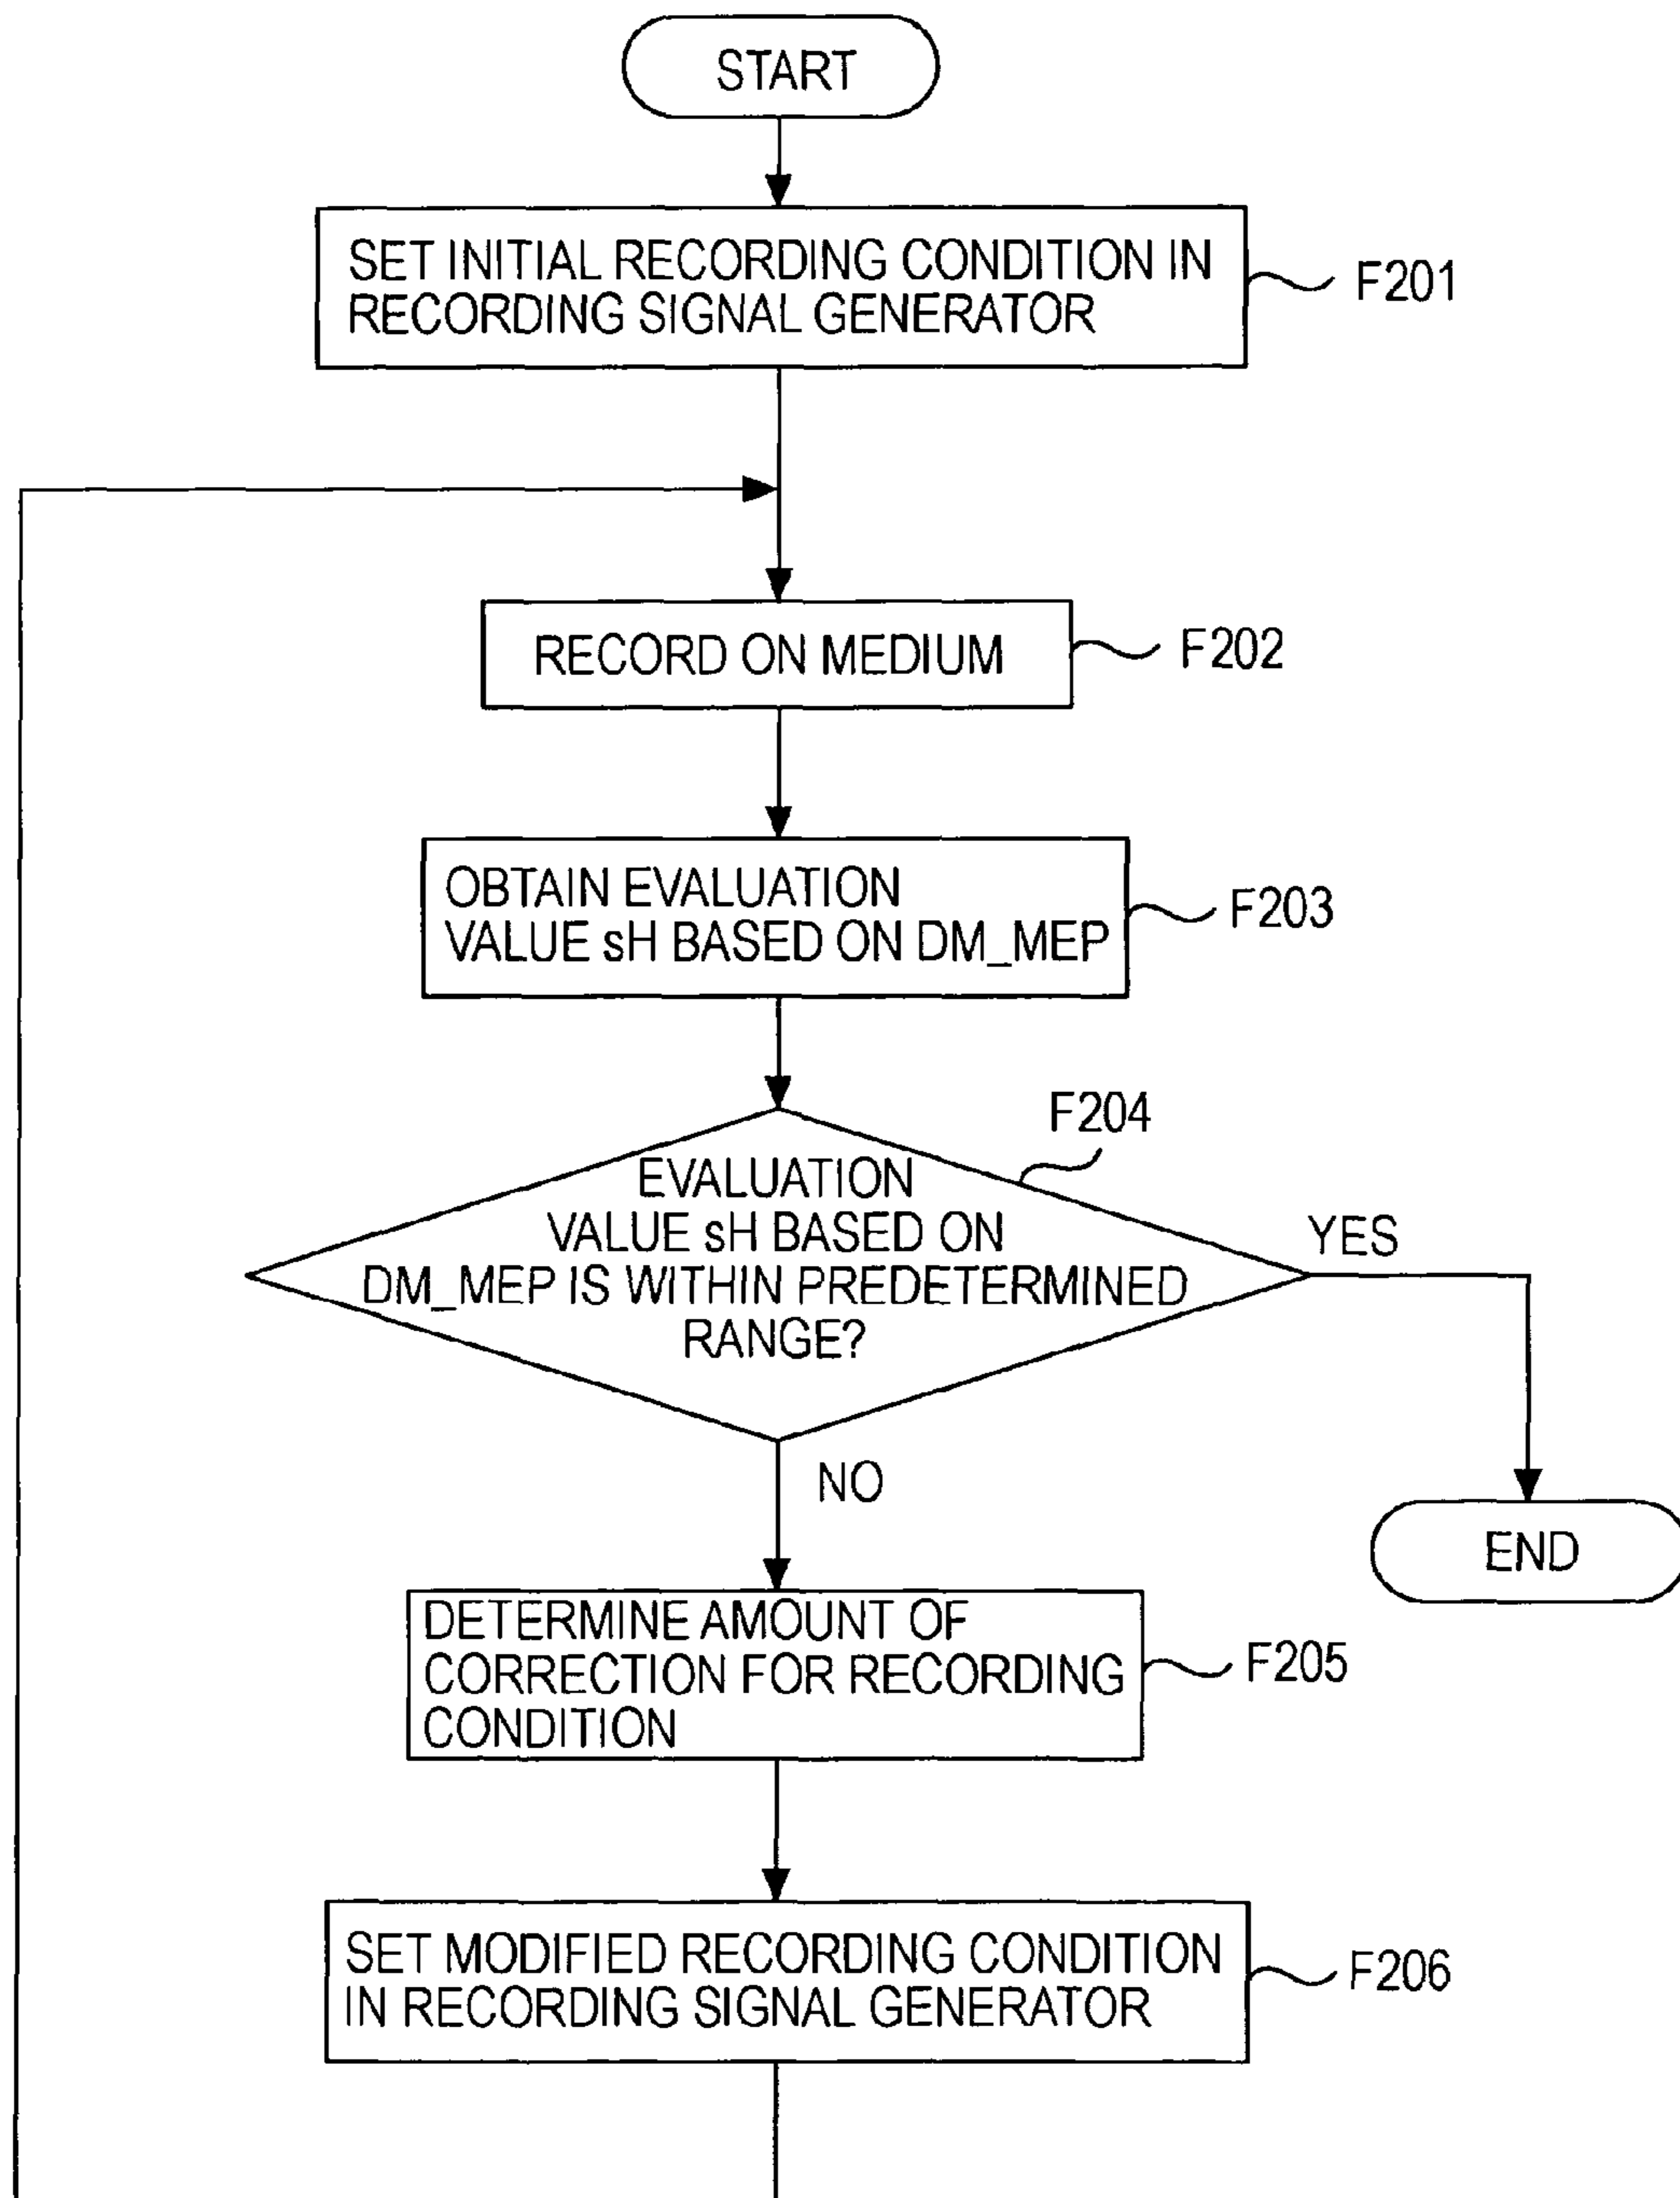 START
SET INITIAL RECORDING CONDITION IN
RECORDING SIGNAL GENERATOR
F201
RECORD ON MEDIUM
F202
OBTAIN EVALUATION
VALUE sH BASED ON DM_MEP
F203
F204
EVALUATION
VALUE sH BASED ON
DM_MEP IS WITHIN PREDETERMINED
RANGE?
YES
NO
END
DETERMINE AMOUNT OF
CORRECTION FOR RECORDING
CONDITION
F205
SET MODIFIED RECORDING CONDITION
IN RECORDING SIGNAL GENERATOR
F206